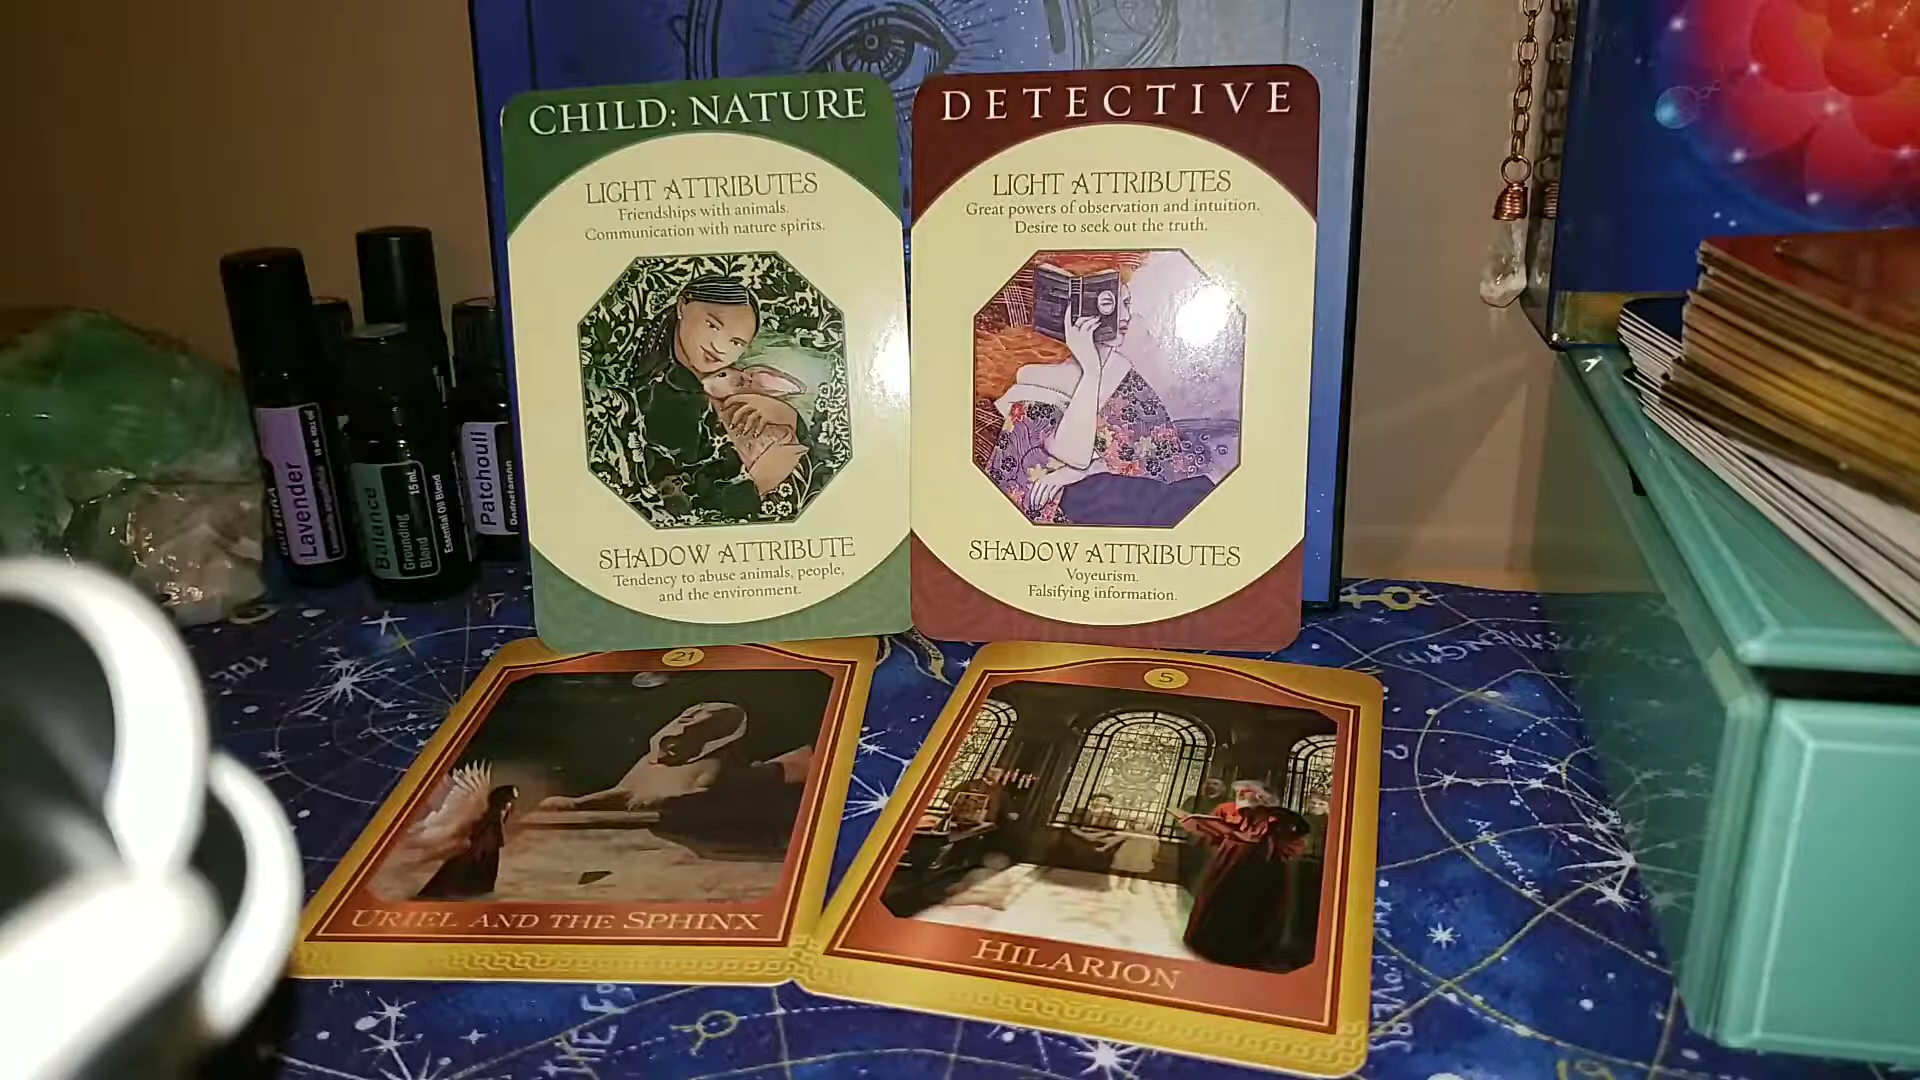 CHILD: NATURE
LIGHT ATTRIBUTES
Friendships with animals.
Communication with nature spirits.
SHADOW ATTRIBUTE
Tendency to abuse animals, people,
and the environment.
DETECTIVE
LIGHT ATTRIBUTES
Great powers of observation and intuition.
Desire to seek out the truth.
SHADOW ATTRIBUTES
Voyeurism.
Falsifying information.
Lavender
Balance
Grounding
Blend
15 mL
Essential Oil Blend
Patchouli
21
URIEL AND THE SPHINX
5
HILARION
Aquarius